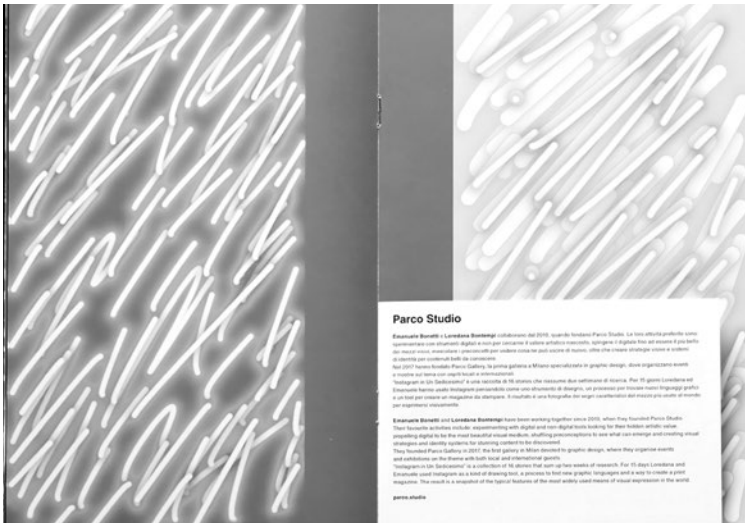 Parco Studio
Emanuele Bonetti e Loredana Bontempi collaborano dal 2010, quando fondano Parco Studio. Le loro attività preferite sono
sperimentare con strumenti digitali e non per cercarne il valore artistico nascosto, spingere il digitale fino ad essere il più bello
dei mezzi visivi, mescolare i preconcetti per vedere cosa ne può uscire di nuovo, oltre che creare strategie visive e sistemi
di identità per contenuti belli da conoscere.
Nel 2017 hanno fondato Parco Gallery, la prima galleria a Milano specializzata in graphic design, dove organizzano eventi
e mostre sul tema con ospiti locali e internazionali.
"Instagram in Un Sedicesimo" è una raccolta di 16 stories che riassume due settimane di ricerca. Per 15 giorni Loredana ed
Emanuele hanno usato Instagram pensandolo come uno strumento di disegno, un processo per trovare nuovi linguaggi grafici
e un tool per creare un magazine da stampare. Il risultato è una fotografia dei segni caratteristici del mezzo più usato al mondo
per esprimersi visivamente.
Emanuele Bonetti and Loredana Bontempi have been working together since 2010, when they founded Parco Studio.
Their favourite activities include: experimenting with digital and non digital tools looking for their hidden artistic value,
propelling digital to be the most beautiful visual medium, shuffling preconceptions to see what can emerge and creating visual
strategies and identity systems for stunning content to be discovered.
They founded Parco Gallery in 2017, the first gallery in Milan devoted to graphic design, where they organize events
and exhibitions on the theme with both local and international guests.
"Instagram in Un Sedicesimo" is a collection of 16 stories that sum up two weeks of research. For 15 days Loredana and
Emanuele used Instagram as a kind of drawing tool, a process to find new graphic languages and a way to create a print
magazine. The result is a snapshot of the typical features of the most widely used means of visual expression in the world.
parco.studio